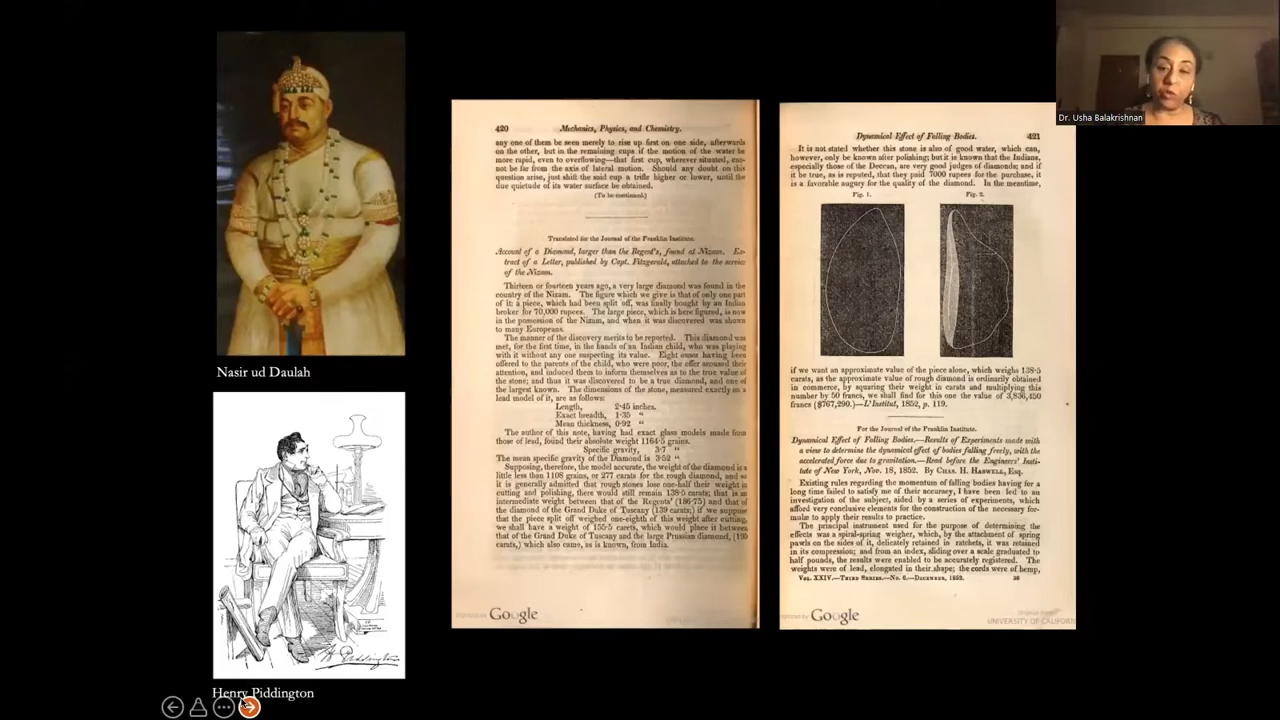 Dr. Usha Balakrishnan
Nasir ud Daulah
Henry Piddington
420 Mechanics, Physics, and Chemistry.
any one of them be seen merely to rise up first on one side, afterwards
on the other, but in the remaining cups if the motion of the water be
more rapid, even to overflowing—that first cup, wherever situated, can-
not be far from the axis of lateral motion. Should any doubt on this
question arise, just shift the said cup a trifle higher or lower, until the
due quietude of its water surface be obtained.
(To be continued.)
Translated for the Journal of the Franklin Institute.
Account of a Diamond, larger than the Regent's, found at Nizam. Ex-
tract of a Letter, published by Capt. Fitzgerald, attached to the service
of the Nizam.
Thirteen or fourteen years ago, a very large diamond was found in the
country of the Nizam. The figure which we give is that of only one part
of it: a piece, which had been split off, was finally bought by an Indian
broker for 70,000 rupees. The large piece, which is here figured, is now
in the possession of the Nizam, and when it was discovered was shown
to many Europeans.
The manner of the discovery merits to be reported. This diamond was
met, for the first time, in the hands of an Indian child, who was playing
with it without any one suspecting its value. Eight having been
offered to the parents of the child, who were poor, the offer aroused their
attention, and induced them to inform themselves as to the true value of
the stone; and thus it was discovered to be a true diamond, and one of
the largest known. The dimensions of the stone, measured exactly in a
lead model of it, are as follows:
Length, 2·45 inches.
Exact breadth, 1·35 "
Mean thickness, 0·92 "
The author of this note, having had exact glass models made from
those of lead, found their absolute weight 1164·5 grains.
Specific gravity, 3·7 "
The mean specific gravity of the Diamond is 3·52 "
Supposing, therefore, the model accurate, the weight of the diamond is a
little less than 1108 grains, or 277 carats for the rough diamond, and as
it is generally admitted that rough stones lose one-half their weight in
cutting and polishing, there would still remain 138·5 carats; that is an
intermediate weight between that of the Regents' (136·75) and that of
the diamond of the Grand Duke of Tuscany (139 carats;) if we suppose
that the piece split off weighed one-eighth of this weight after cutting,
we shall have a weight of 155·5 carets, which would place it between
that of the Grand Duke of Tuscany and the large Prussian diamond,
carats,) which also came, as is known, from India.
Google
Dynamical Effect of Falling Bodies. 421
It is not stated whether this stone is also of good water, which can,
however, only be known after polishing; but it is known that the Indians,
especially those of the Deccan, are very good judges of diamonds; and if
it be true, as is reputed, that they paid 7000 rupees for the purchase, it
is a favorable augury for the quality of the diamond. In the meantime,
Fig. 1. Fig. 2.
if we want an approximate value of the piece alone, which weighs 138·5
carats, as the approximate value of rough diamond is ordinarily obtained
in commerce, by squaring their weight in carats and multiplying this
number by 50 francs, we shall find for this one the value of 3,836,450
francs ($767,290.)—L'Institut, 1852, p. 119.
For the Journal of the Franklin Institute.
Dynamical Effect of Falling Bodies.—Results of Experiments made with
a view to determine the dynamical effect of bodies falling freely, with the
accelerated force due to gravitation.—Read before the Engineers' Insti-
tute of New York, Nov. 18, 1852. By CHAS. H. HASWELL, Esq.
Existing rules regarding the momentum of falling bodies having for a
long time failed to satisfy me of their accuracy, I have been led to an
investigation of the subject, aided by a series of experiments, which
afford very conclusive elements for the construction of the necessary for-
mulæ to apply their results to practice.
The principal instrument used for the purpose of determining the
effects was a spiral-spring weigher, which, by the attachment of spring
pawls on the sides of it, delicately retained in ratchets, it was retained
in its compression; and from an index, sliding over a scale graduated to
half pounds, the results were enabled to be accurately registered. The
weights were of lead, elongated in their shape; the cords were of hemp,
VOL. XXIV.—THIRD SERIES.—NO. 6.—DECEMBER, 1852. 36
Google
UNIVERSITY OF CALIFORN